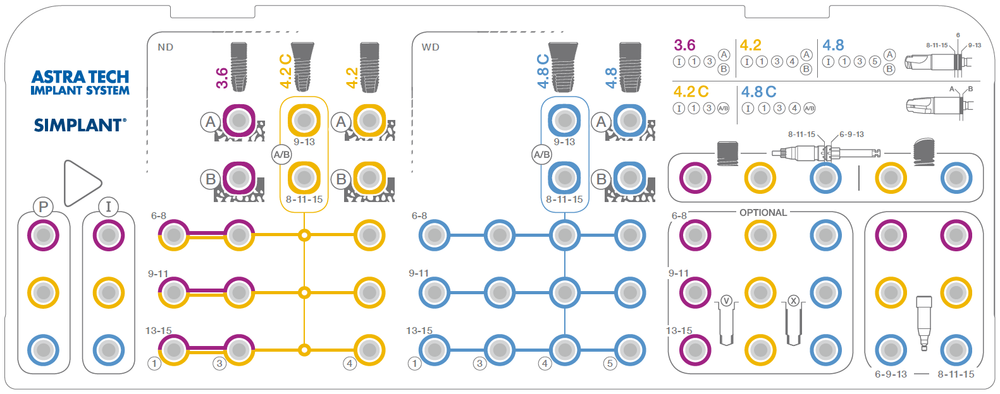 ASTRA TECH
IMPLANT SYSTEM
SIMPLANT®
P
I
ND
3.6
4.2 C
4.2
A
A
9-13
A/B
B
B
8-11-15
6-8
9-11
13-15
1
3
4
WD
4.8 C
4.8
A
9-13
A/B
B
8-11-15
6-8
9-11
13-15
1
3
4
5
3.6
I 1 3 A B
4.2
I 1 3 4 A B
4.8
I 1 3 5 A B
6
8-11-15
9-13
4.2 C
I 1 3 A/B
4.8 C
I 1 3 4 A/B
A B
8-11-15 6-9-13
OPTIONAL
6-8
9-11
V X
13-15
6-9-13 8-11-15